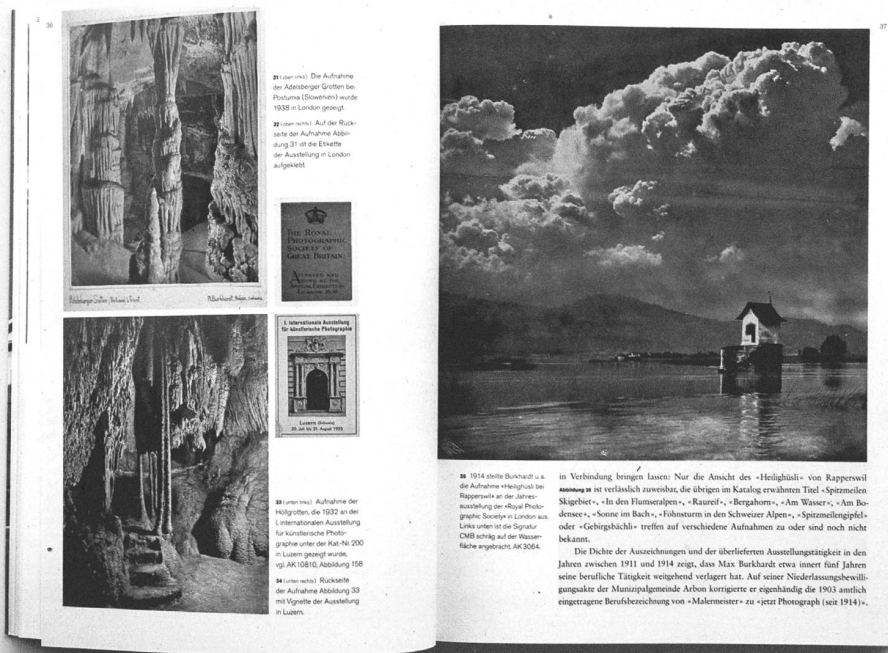 36
31 (oben links) Die Aufnahme
der Adelsberger Grotten bei
Postumia (Slowenien) wurde
1938 in London gezeigt.
32 (oben rechts) Auf der Rück-
seite der Aufnahme Abbil-
dung 31 ist die Etikette
der Ausstellung in London
aufgeklebt.
THE ROYAL
PHOTOGRAPHIC
SOCIETY OF
GREAT BRITAIN
I. Internationale Ausstellung
für künstlerische Photographie
Luzern (Schweiz)
33 (unten links) Aufnahme der
Höllgrotten, die 1932 an der
I. internationalen Ausstellung
für künstlerische Photo-
graphie unter der Kat.-Nr. 200
in Luzern gezeigt wurde,
vgl. AK 10810, Abbildung 158
34 (unten rechts) Rückseite
der Aufnahme Abbildung 33
mit Vignette der Ausstellung
in Luzern.
37
35 1914 stellte Burkhardt u. a.
die Aufnahme «Heilighüsli bei
Rapperswil» an der Jahres-
ausstellung der «Royal Photo-
graphic Society» in London aus.
Links unten ist die Signatur
CMB schräg auf der Wasser-
fläche angebracht. AK 3064.
in Verbindung bringen lassen: Nur die Ansicht des «Heilighüsli» von Rapperswil
Abbildung 35 ist verlässlich zuweisbar, die übrigen im Katalog erwähnten Titel «Spitzmeilen
Skigebiet», «In den Flumseralpen», «Raureif», «Bergahorn», «Am Wasser», «Am Bo-
densee», «Sonne im Bach», «Föhnsturm in den Schweizer Alpen», «Spitzmeilengipfel»
oder «Gebirgsbächli» treffen auf verschiedene Aufnahmen zu oder sind noch nicht
bekannt.
Die Dichte der Auszeichnungen und der überlieferten Ausstellungstätigkeit in den
Jahren zwischen 1911 und 1914 zeigt, dass Max Burkhardt etwa innert fünf Jahren
seine berufliche Tätigkeit weitgehend verlagert hat. Auf seiner Niederlassungsbewilli-
gungsakte der Munizipalgemeinde Arbon korrigierte er eigenhändig die 1903 amtlich
eingetragene Berufsbezeichnung von «Malermeister» zu «jetzt Photograph (seit 1914)».